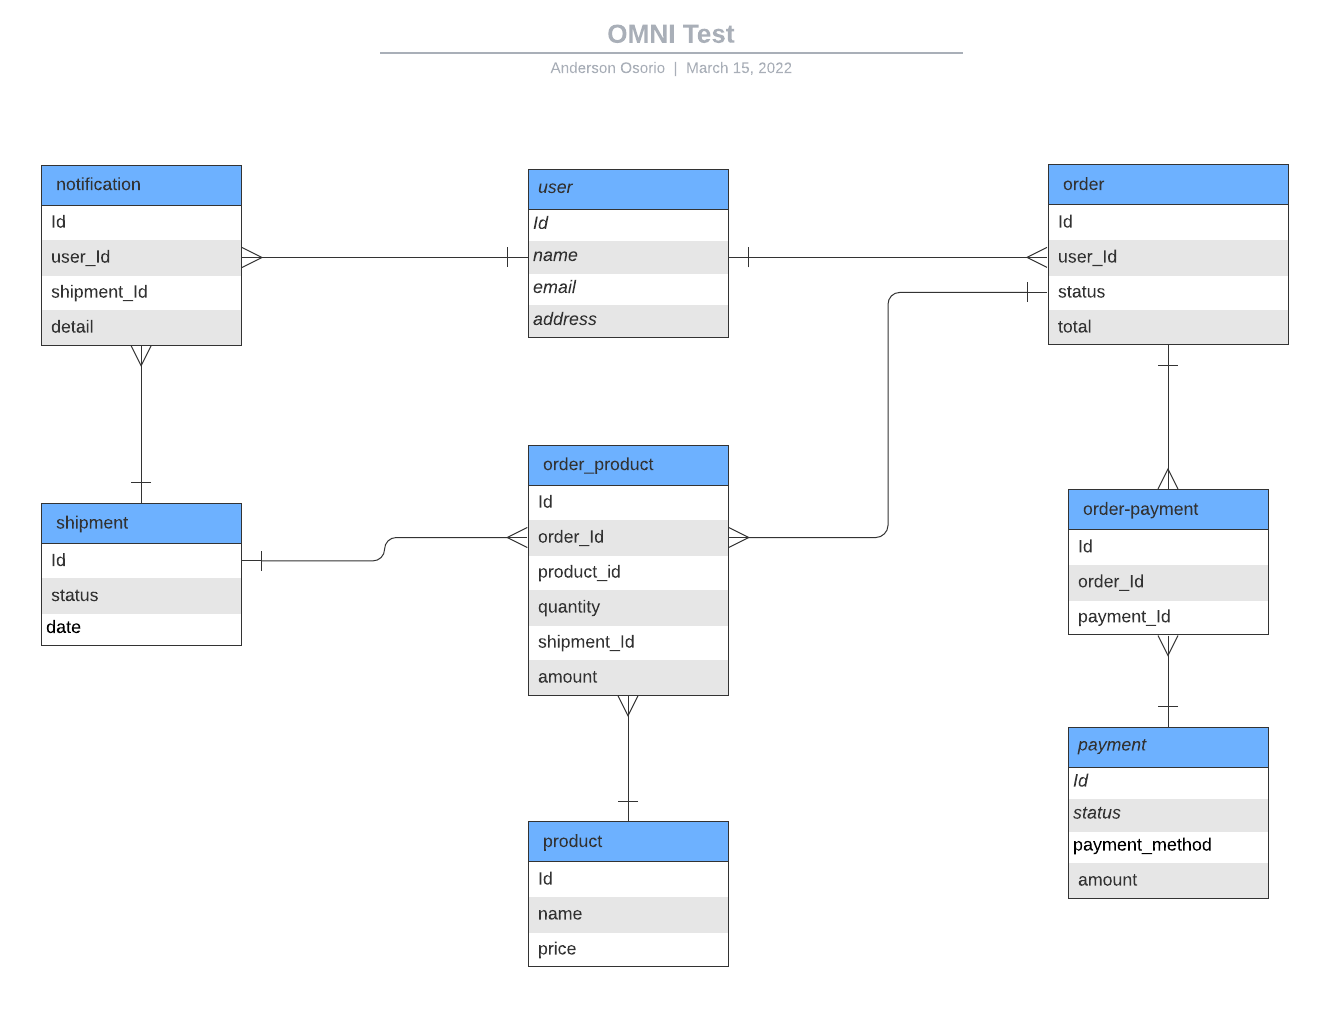 OMNI Test
Anderson Osorio | March 15, 2022
notification
Id
user_Id
shipment_Id
detail
user
Id
name
email
address
order
Id
user_Id
status
total
shipment
Id
status
date
order_product
Id
order_Id
product_id
quantity
shipment_Id
amount
order-payment
Id
order_Id
payment_Id
product
Id
name
price
payment
Id
status
payment_method
amount